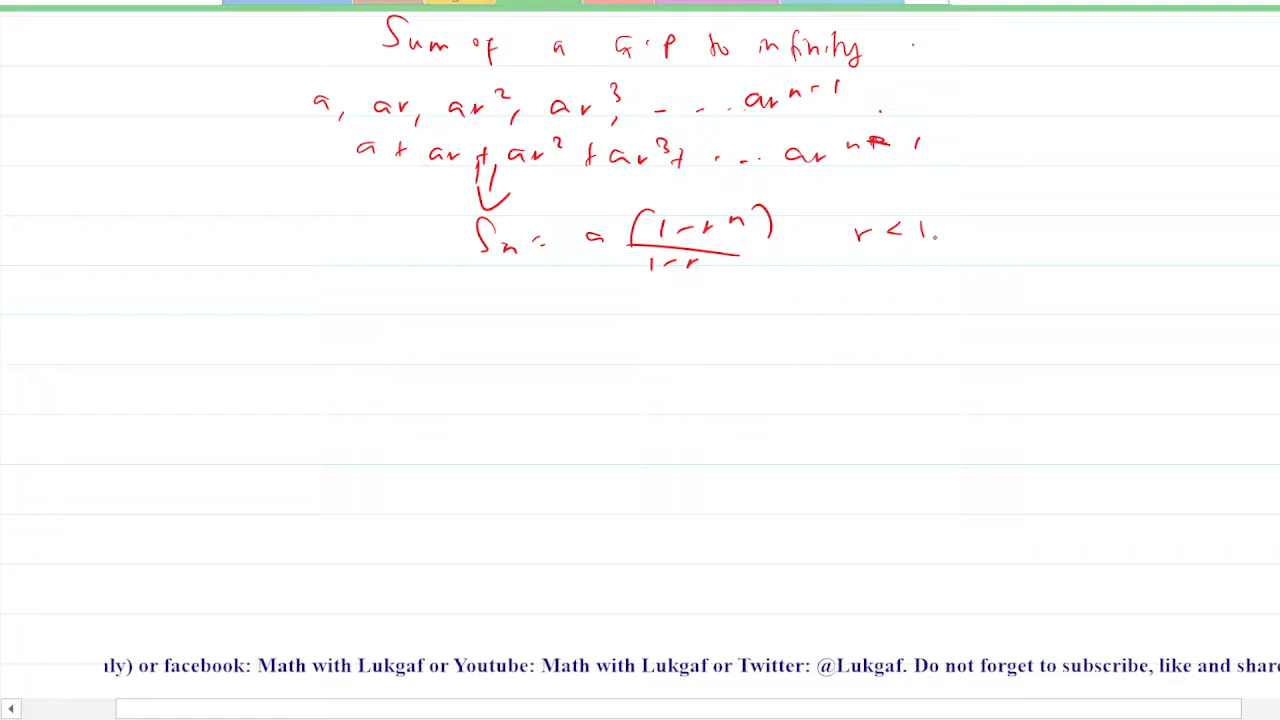 Sum of a G.P to infinity .
a, ar, ar², ar³, - - .. arⁿ⁻¹ .
a + ar + ar² + ar³ + . ... arⁿ⁻¹
Sn = a (1-rⁿ) / 1-r    r < 1.
ıly) or facebook: Math with Lukgaf or Youtube: Math with Lukgaf or Twitter: @Lukgaf. Do not forget to subscribe, like and share